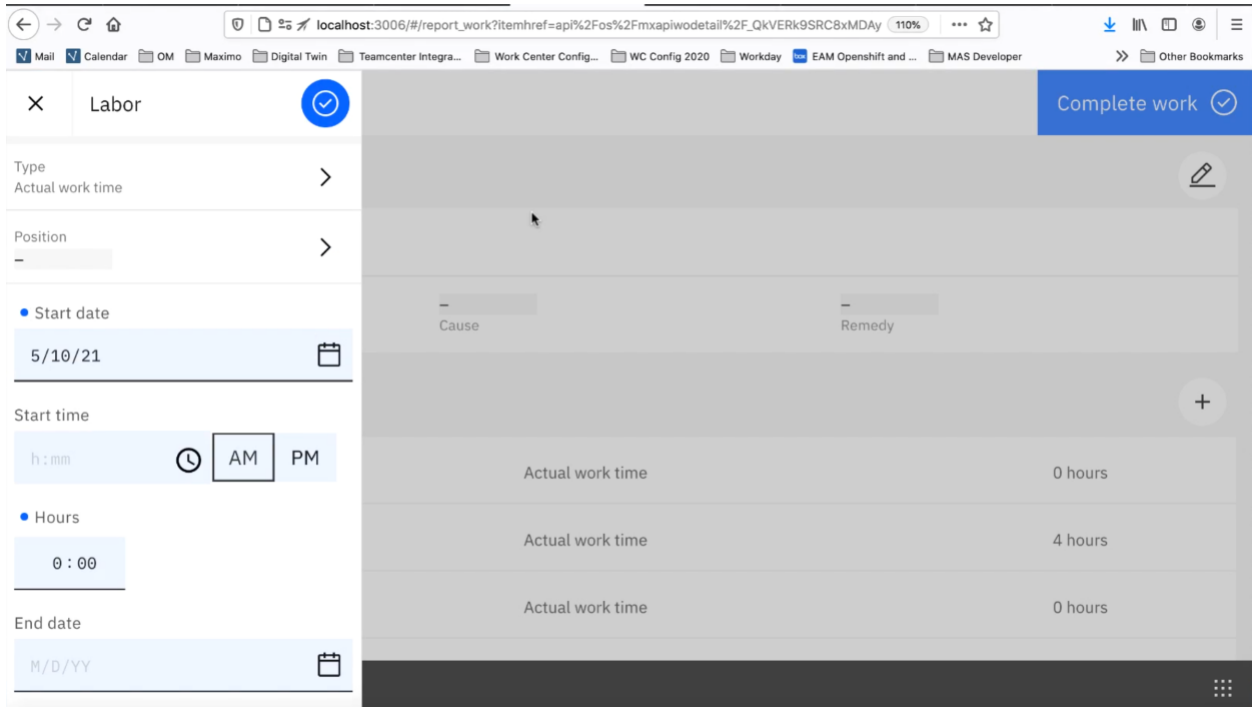 localhost:3006/#/report_work?itemhref=api%2Fos%2Fmxapiwodetail%2F_QkVERk9SRC8xMDAy 110%
Mail Calendar OM Maximo Digital Twin Teamcenter Integra... Work Center Config... WC Config 2020 Workday box EAM Openshift and ... MAS Developer Other Bookmarks
Labor Complete work
Type
Actual work time
Position
–
– –
Cause Remedy
Start date
5/10/21
Start time
h:mm AM PM
Actual work time 0 hours
Hours
0:00
Actual work time 4 hours
Actual work time 0 hours
End date
M/D/YY